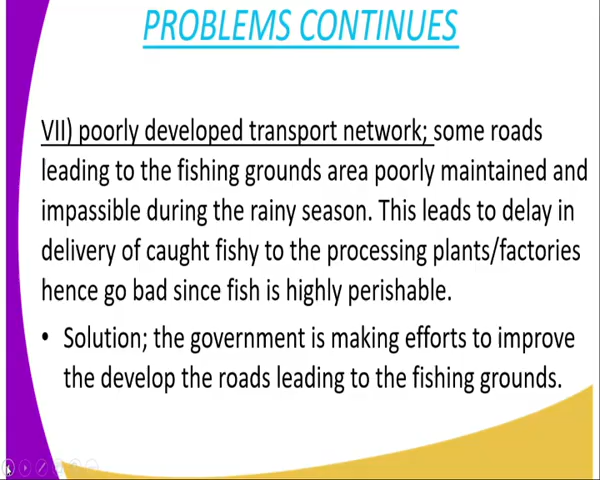 PROBLEMS CONTINUES
VII) poorly developed transport network; some roads
leading to the fishing grounds area poorly maintained and
impassible during the rainy season. This leads to delay in
delivery of caught fishy to the processing plants/factories
hence go bad since fish is highly perishable.
• Solution; the government is making efforts to improve
the develop the roads leading to the fishing grounds.